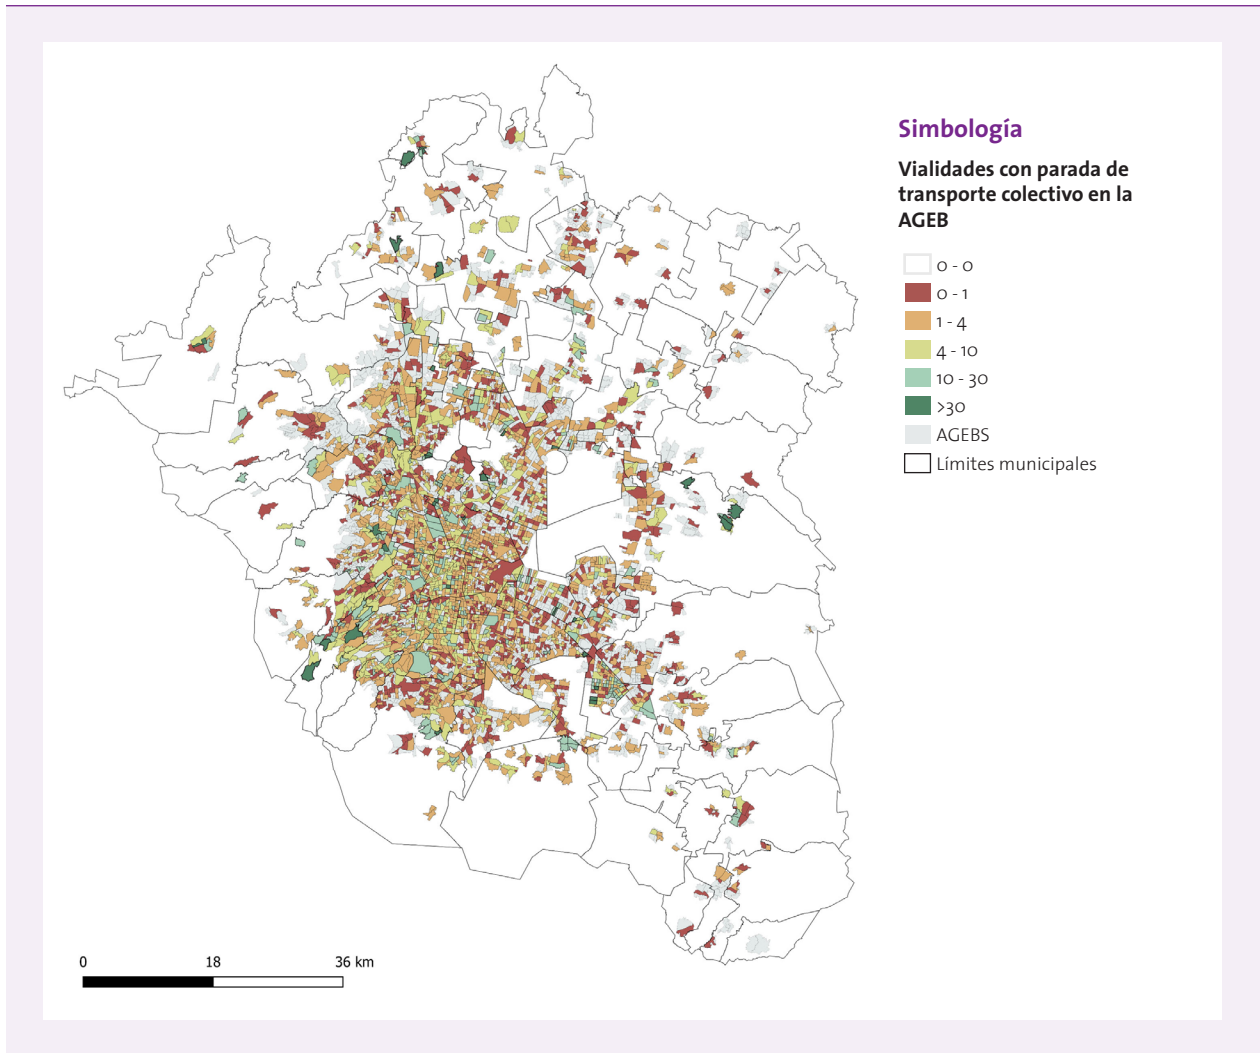 Simbología
Vialidades con parada de
transporte colectivo en la
AGEB
0 - 0
0 - 1
1 - 4
4 - 10
10 - 30
>30
AGEBS
Límites municipales
0 18 36 km